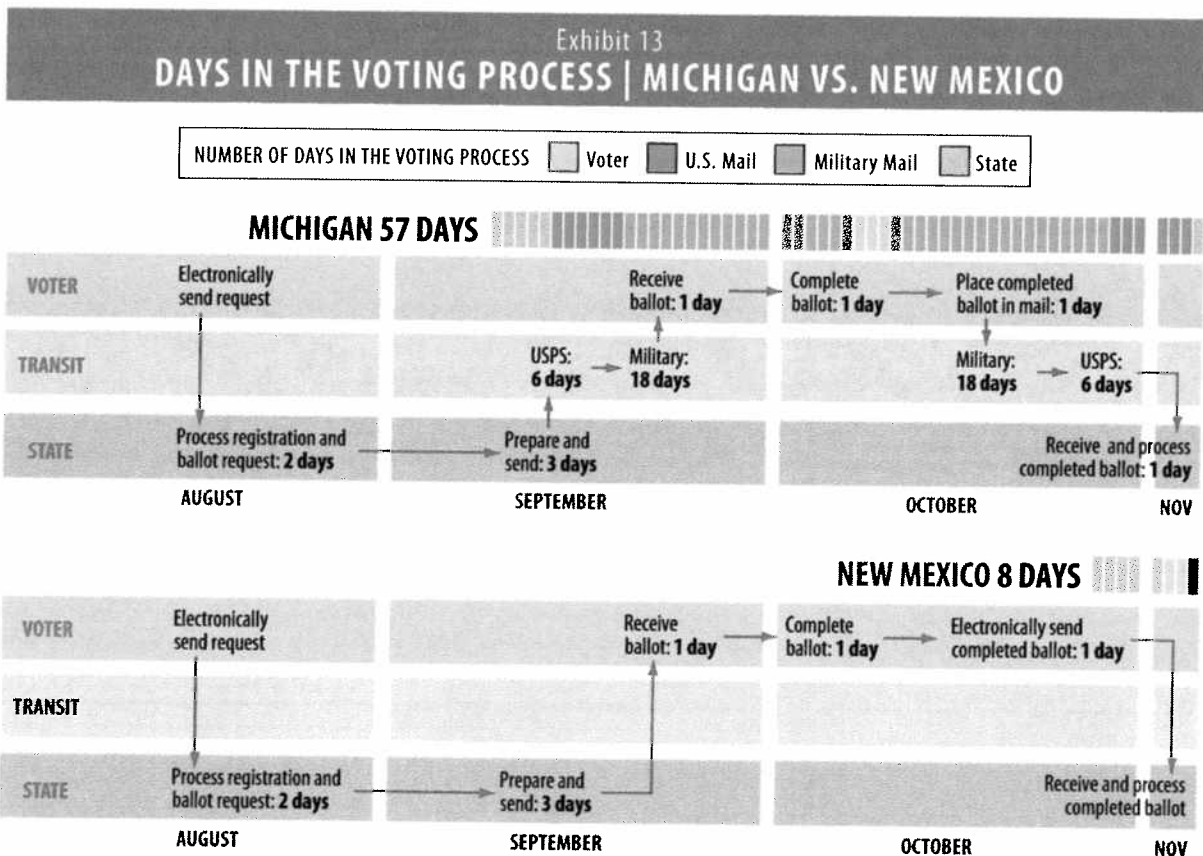 Exhibit 13
DAYS IN THE VOTING PROCESS | MICHIGAN VS. NEW MEXICO
NUMBER OF DAYS IN THE VOTING PROCESS Voter U.S. Mail Military Mail State
MICHIGAN 57 DAYS
VOTER
Electronically
send request
Receive
ballot: 1 day
Complete
ballot: 1 day
Place completed
ballot in mail: 1 day
TRANSIT
USPS:
6 days
Military:
18 days
Military:
18 days
USPS:
6 days
STATE
Process registration and
ballot request: 2 days
Prepare and
send: 3 days
Receive and process
completed ballot: 1 day
AUGUST SEPTEMBER OCTOBER NOV
NEW MEXICO 8 DAYS
VOTER
Electronically
send request
Receive
ballot: 1 day
Complete
ballot: 1 day
Electronically send
completed ballot: 1 day
TRANSIT
STATE
Process registration and
ballot request: 2 days
Prepare and
send: 3 days
Receive and process
completed ballot
AUGUST SEPTEMBER OCTOBER NOV